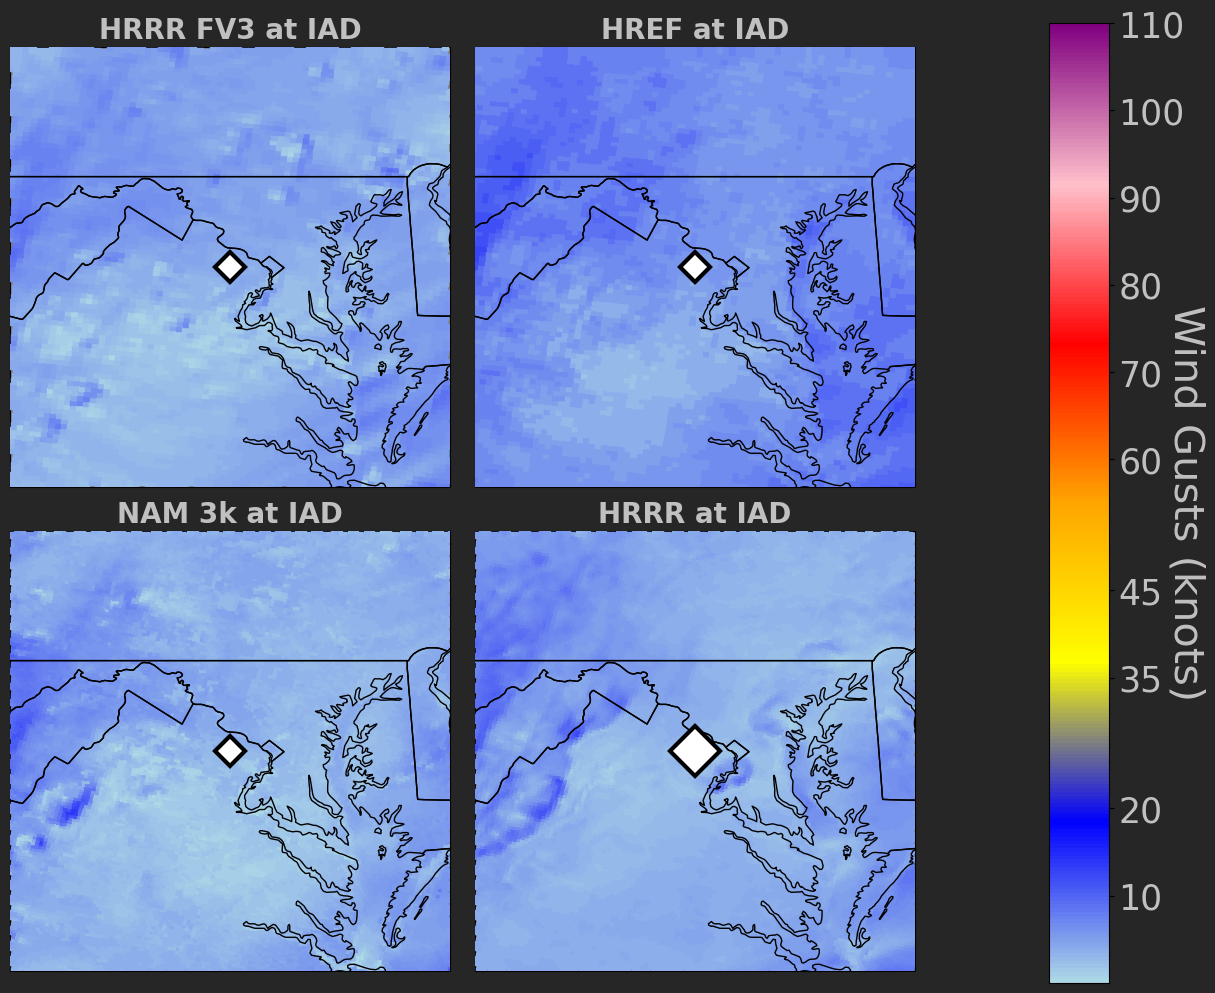 HRRR FV3 at IAD
HREF at IAD
NAM 3k at IAD
HRRR at IAD
110
100
90
80
70
60
45
35
20
10
Wind Gusts (knots)